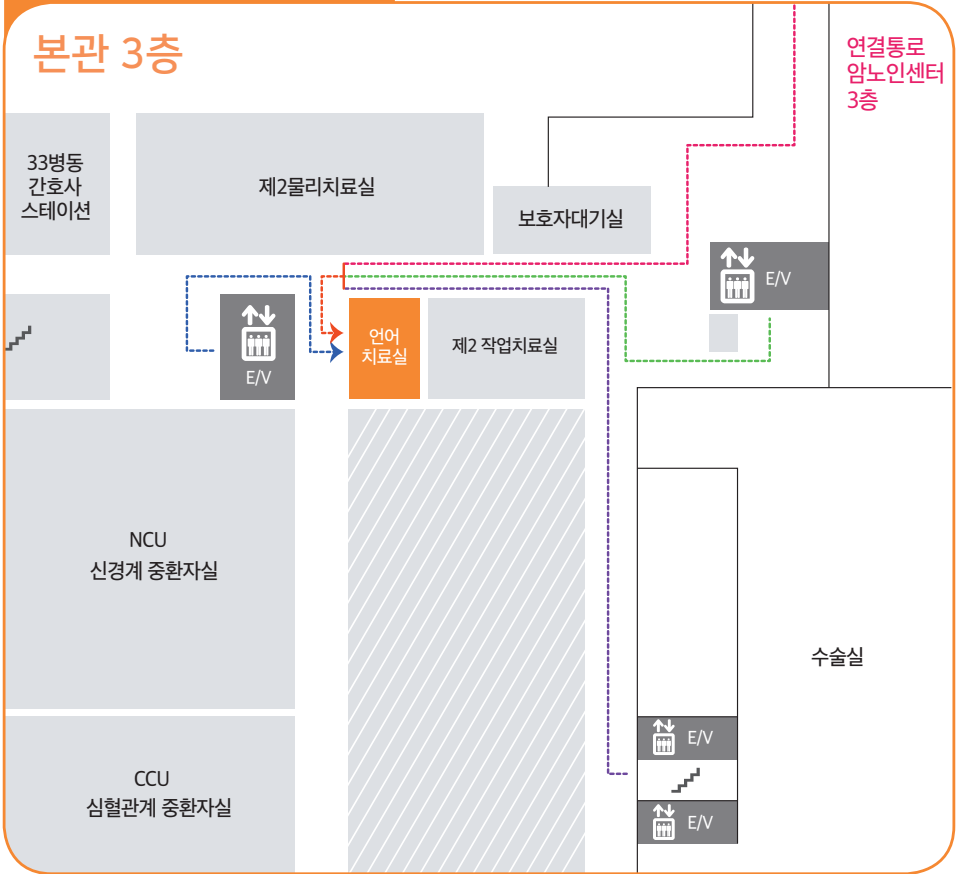 본관 3층
연결통로
암노인센터
3층
33병동
간호사
스테이션
제2물리치료실
보호자대기실
E/V
E/V
언어
치료실
제2 작업치료실
NCU
신경계 중환자실
수술실
E/V
CCU
심혈관계 중환자실
E/V